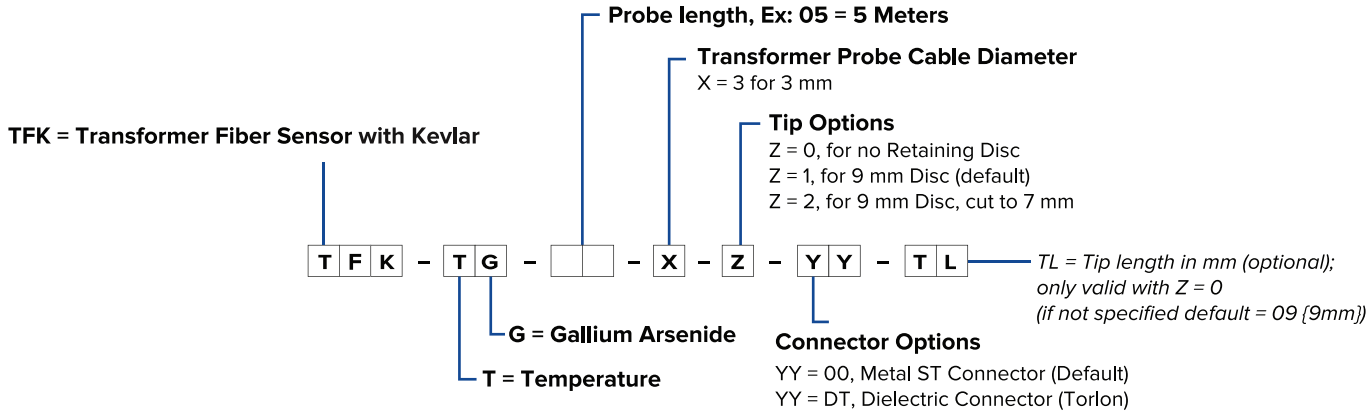 Probe length, Ex: 05 = 5 Meters
Transformer Probe Cable Diameter
X = 3 for 3 mm
Tip Options
Z = 0, for no Retaining Disc
Z = 1, for 9 mm Disc (default)
Z = 2, for 9 mm Disc, cut to 7 mm
TFK = Transformer Fiber Sensor with Kevlar
T F K – T G – – X – Z – Y Y – T L
TL = Tip length in mm (optional);
only valid with Z = 0
(if not specified default = 09 {9mm})
G = Gallium Arsenide
T = Temperature
Connector Options
YY = 00, Metal ST Connector (Default)
YY = DT, Dielectric Connector (Torlon)